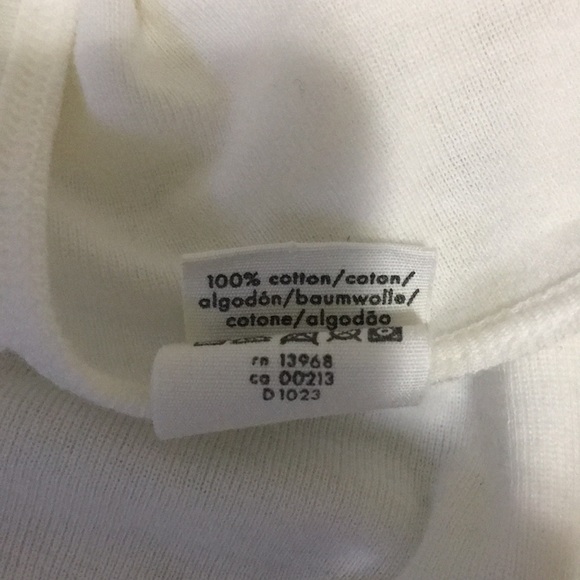 100% cotton/coton/
algodón/baumwolle/
cotone/algodão
rn 13968
ca 00213
D1023